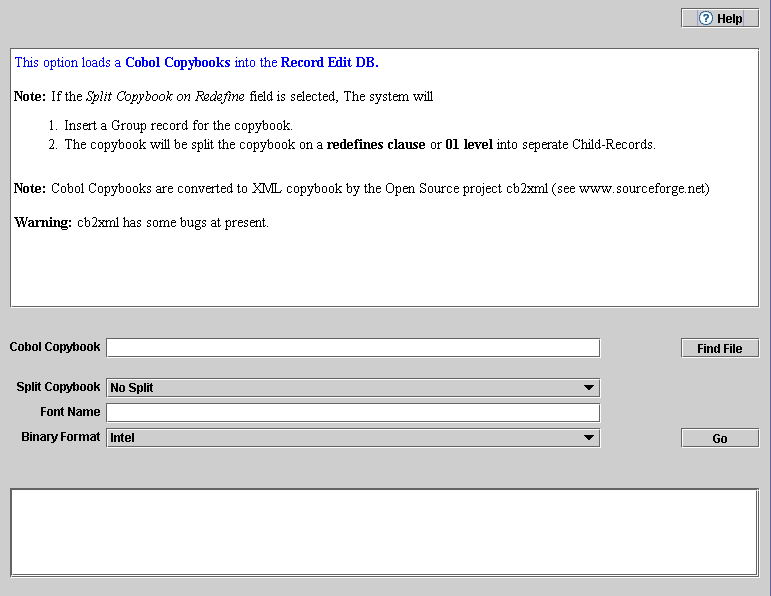 Help
This option loads a Cobol Copybooks into the Record Edit DB.
Note: If the Split Copybook on Redefine field is selected, The system will
1. Insert a Group record for the copybook.
2. The copybook will be split the copybook on a redefines clause or 01 level into seperate Child-Records.
Note: Cobol Copybooks are converted to XML copybook by the Open Source project cb2xml (see www.sourceforge.net)
Warning: cb2xml has some bugs at present.
Cobol Copybook
Find File
Split Copybook No Split
Font Name
Binary Format Intel
Go